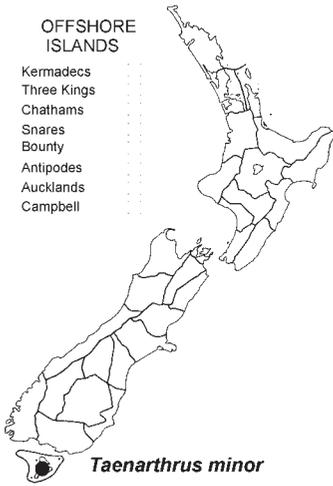 OFFSHORE
ISLANDS
Kermadecs
Three Kings
Chathams
Snares
Bounty
Antipodes
Aucklands
Campbell
Taenarthrus minor